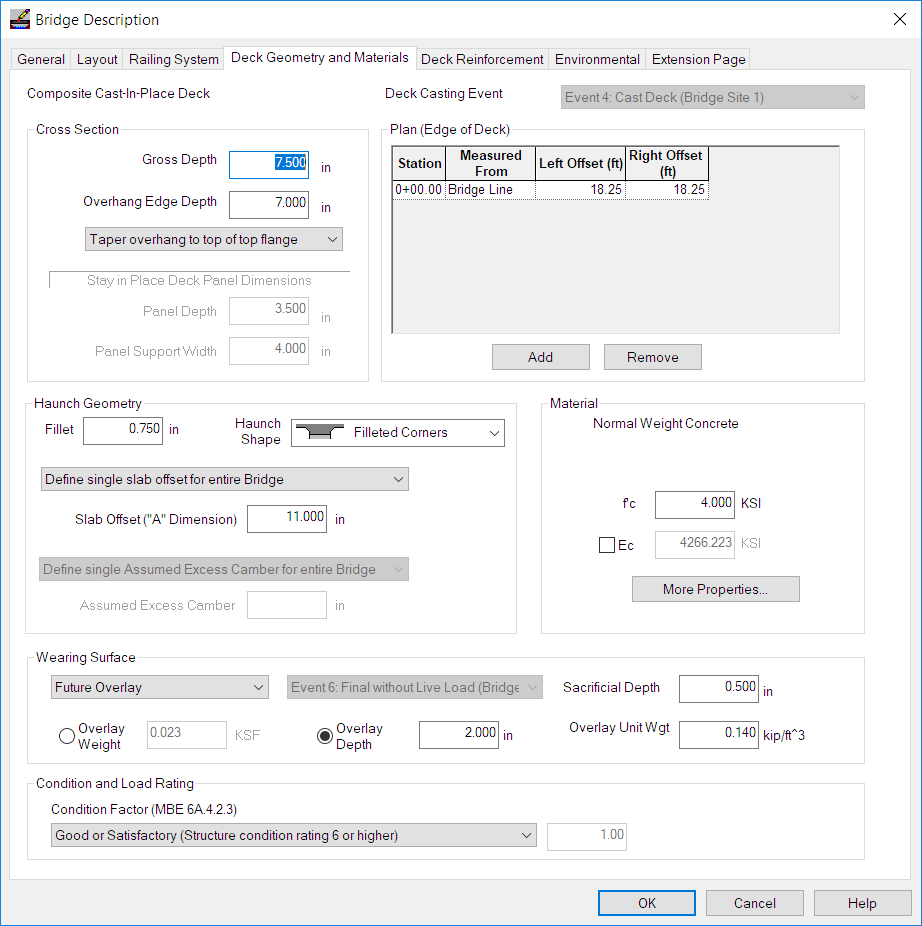 Bridge Description
General Layout Railing System Deck Geometry and Materials Deck Reinforcement Environmental Extension Page
Composite Cast-In-Place Deck
Deck Casting Event Event 4: Cast Deck (Bridge Site 1)
Cross Section
Gross Depth 7.500 in
Overhang Edge Depth 7.000 in
Taper overhang to top of top flange
Stay in Place Deck Panel Dimensions
Panel Depth 3.500 in
Panel Support Width 4.000 in
Plan (Edge of Deck)
Station Measured From Left Offset (ft) Right Offset (ft)
0+00.00 Bridge Line 18.25 18.25
Add Remove
Haunch Geometry
Fillet 0.750 in
Haunch Shape Filleted Corners
Define single slab offset for entire Bridge
Slab Offset ("A" Dimension) 11.000 in
Define single Assumed Excess Camber for entire Bridge
Assumed Excess Camber in
Material
Normal Weight Concrete
f'c 4.000 KSI
Ec 4266.223 KSI
More Properties...
Wearing Surface
Future Overlay Event 6: Final without Live Load (Bridge Sacrificial Depth 0.500 in
Overlay Weight 0.023 KSF Overlay Depth 2.000 in Overlay Unit Wgt 0.140 kip/ft^3
Condition and Load Rating
Condition Factor (MBE 6A.4.2.3)
Good or Satisfactory (Structure condition rating 6 or higher) 1.00
OK Cancel Help